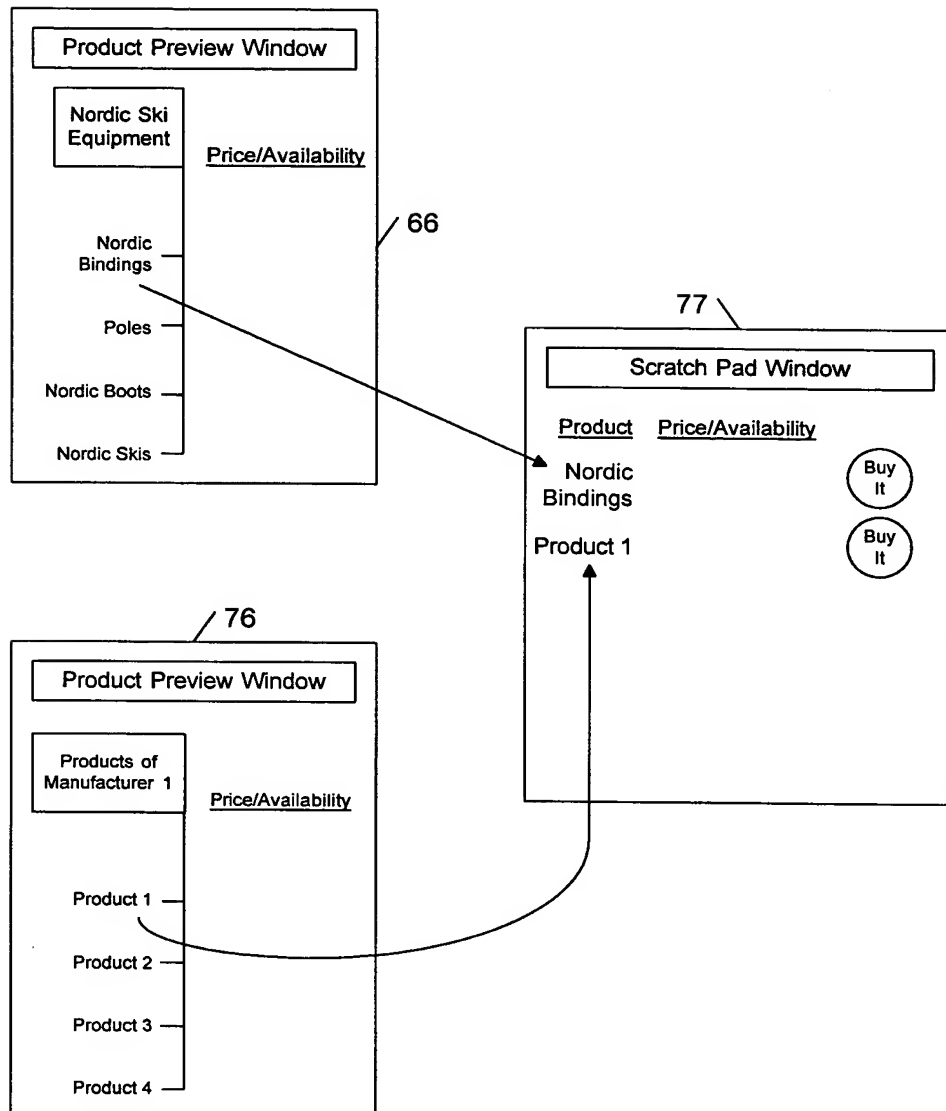 Product Preview Window
Nordic Ski
Equipment
Price/Availability
Nordic
Bindings
Poles
Nordic Boots
Nordic Skis
66
77
Scratch Pad Window
Product Price/Availability
Nordic
Bindings
Buy
It
Product 1
Buy
It
76
Product Preview Window
Products of
Manufacturer 1
Price/Availability
Product 1
Product 2
Product 3
Product 4